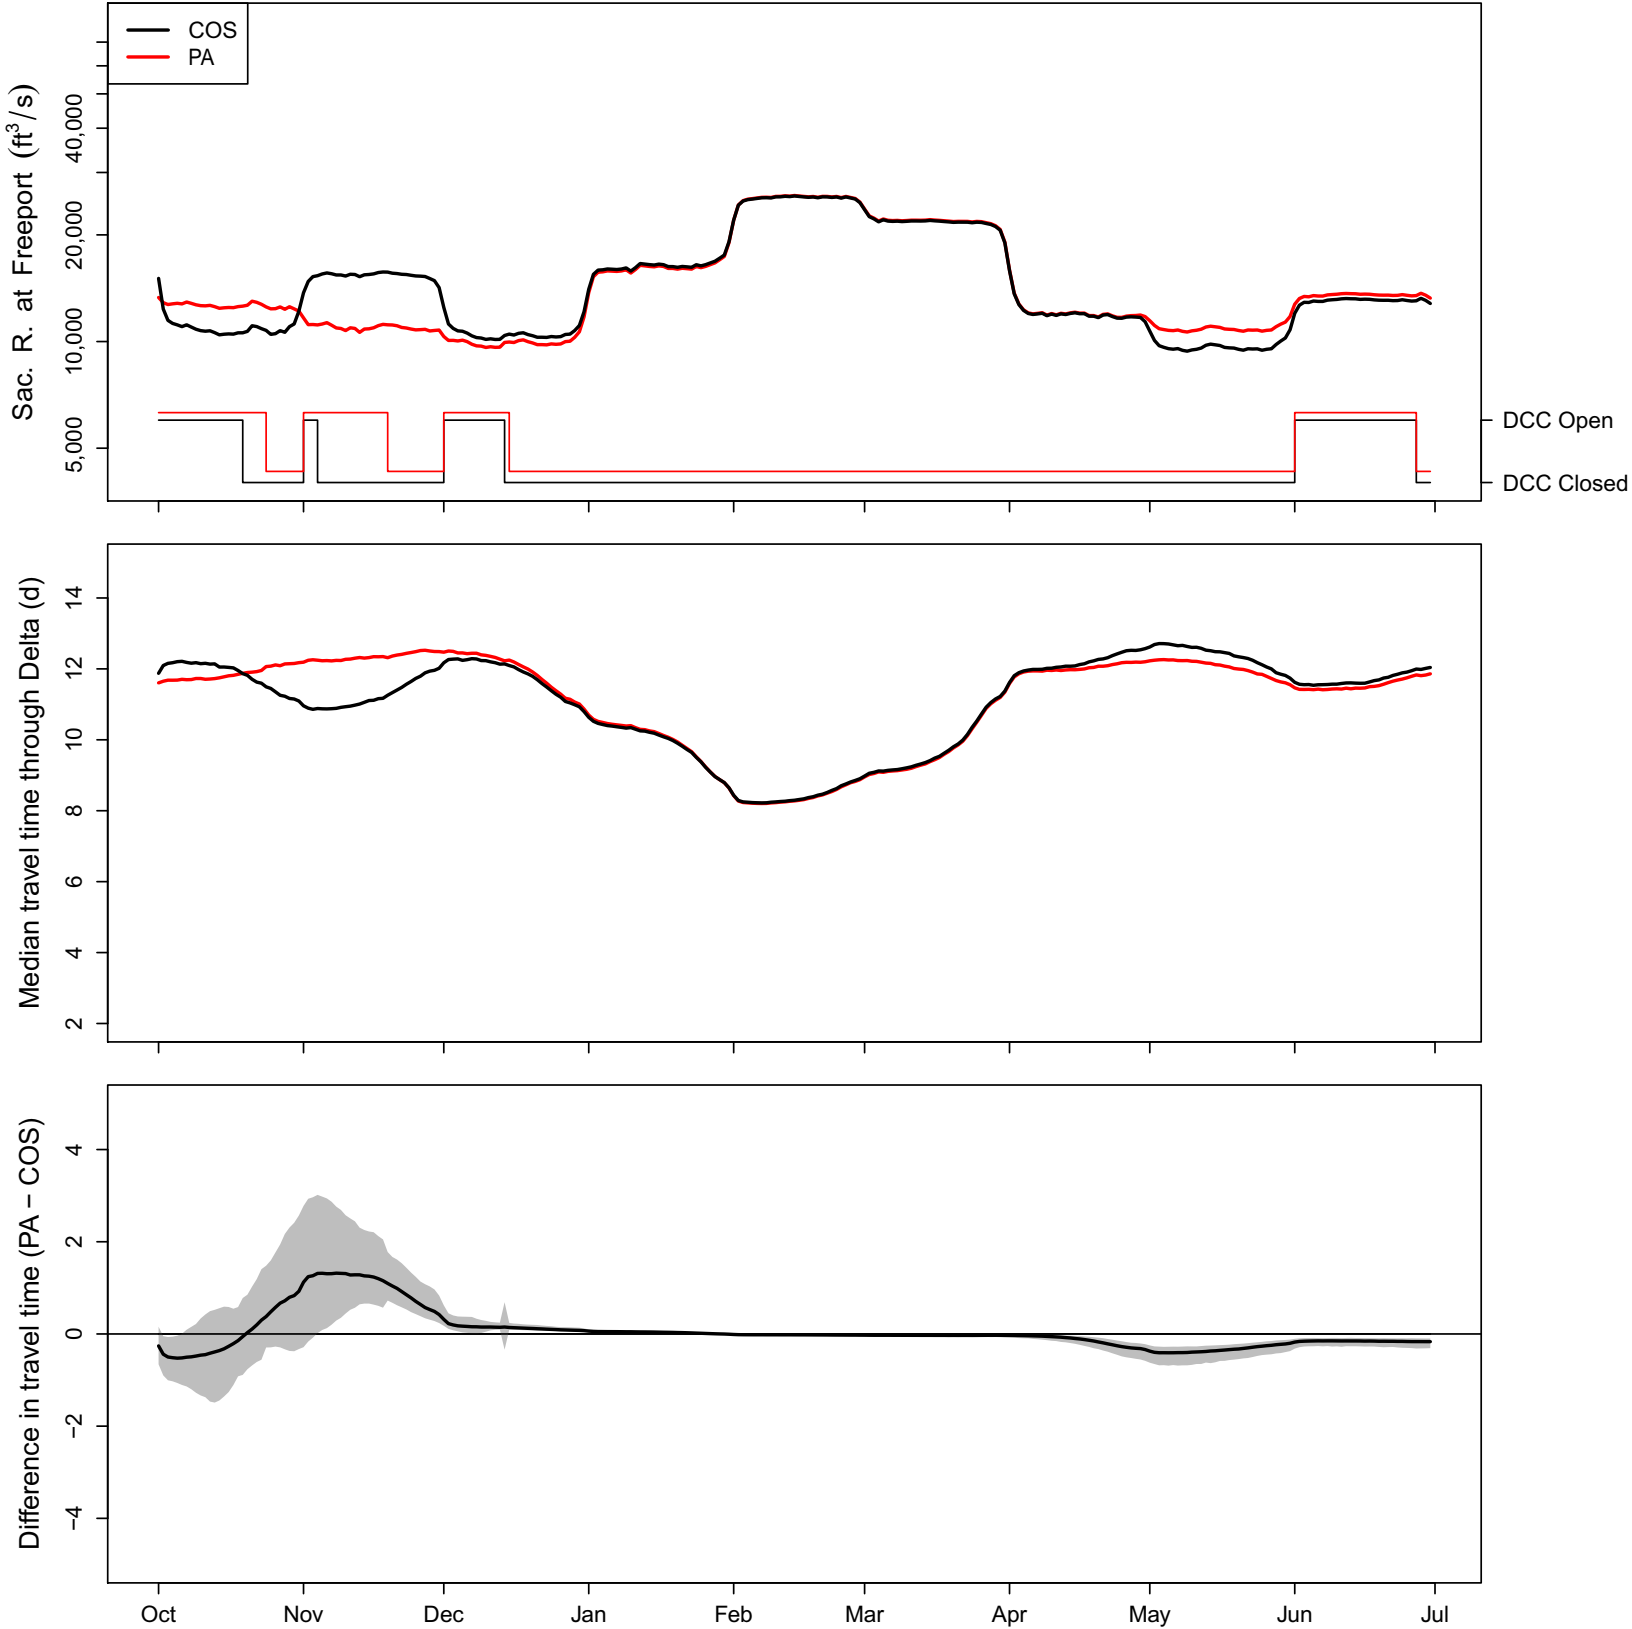 COS
PA
Sac. R. at Freeport (ft³/s)
40,000
20,000
10,000
5,000
DCC Open
DCC Closed
Median travel time through Delta (d)
14
12
10
8
6
4
2
Difference in travel time (PA − COS)
4
2
0
−2
−4
Oct Nov Dec Jan Feb Mar Apr May Jun Jul